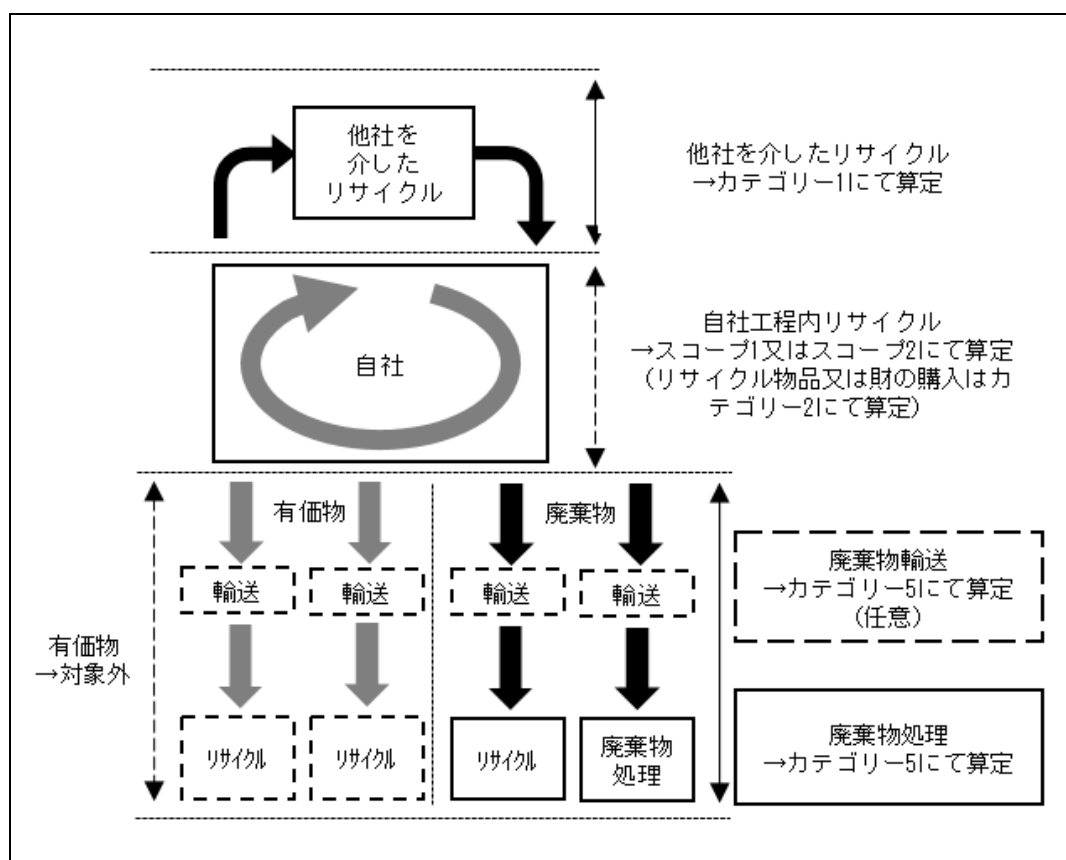 他社を
介した
リサイクル
他社を介したリサイクル
→カテゴリー1にて算定
自社
自社工程内リサイクル
→スコープ1又はスコープ2にて算定
(リサイクル物品又は財の購入はカ
テゴリー2にて算定)
有価物
廃棄物
輸送
輸送
輸送
輸送
廃棄物輸送
→カテゴリー5にて算定
(任意)
有価物
→対象外
リサイクル
リサイクル
リサイクル
廃棄物
処理
廃棄物処理
→カテゴリー5にて算定